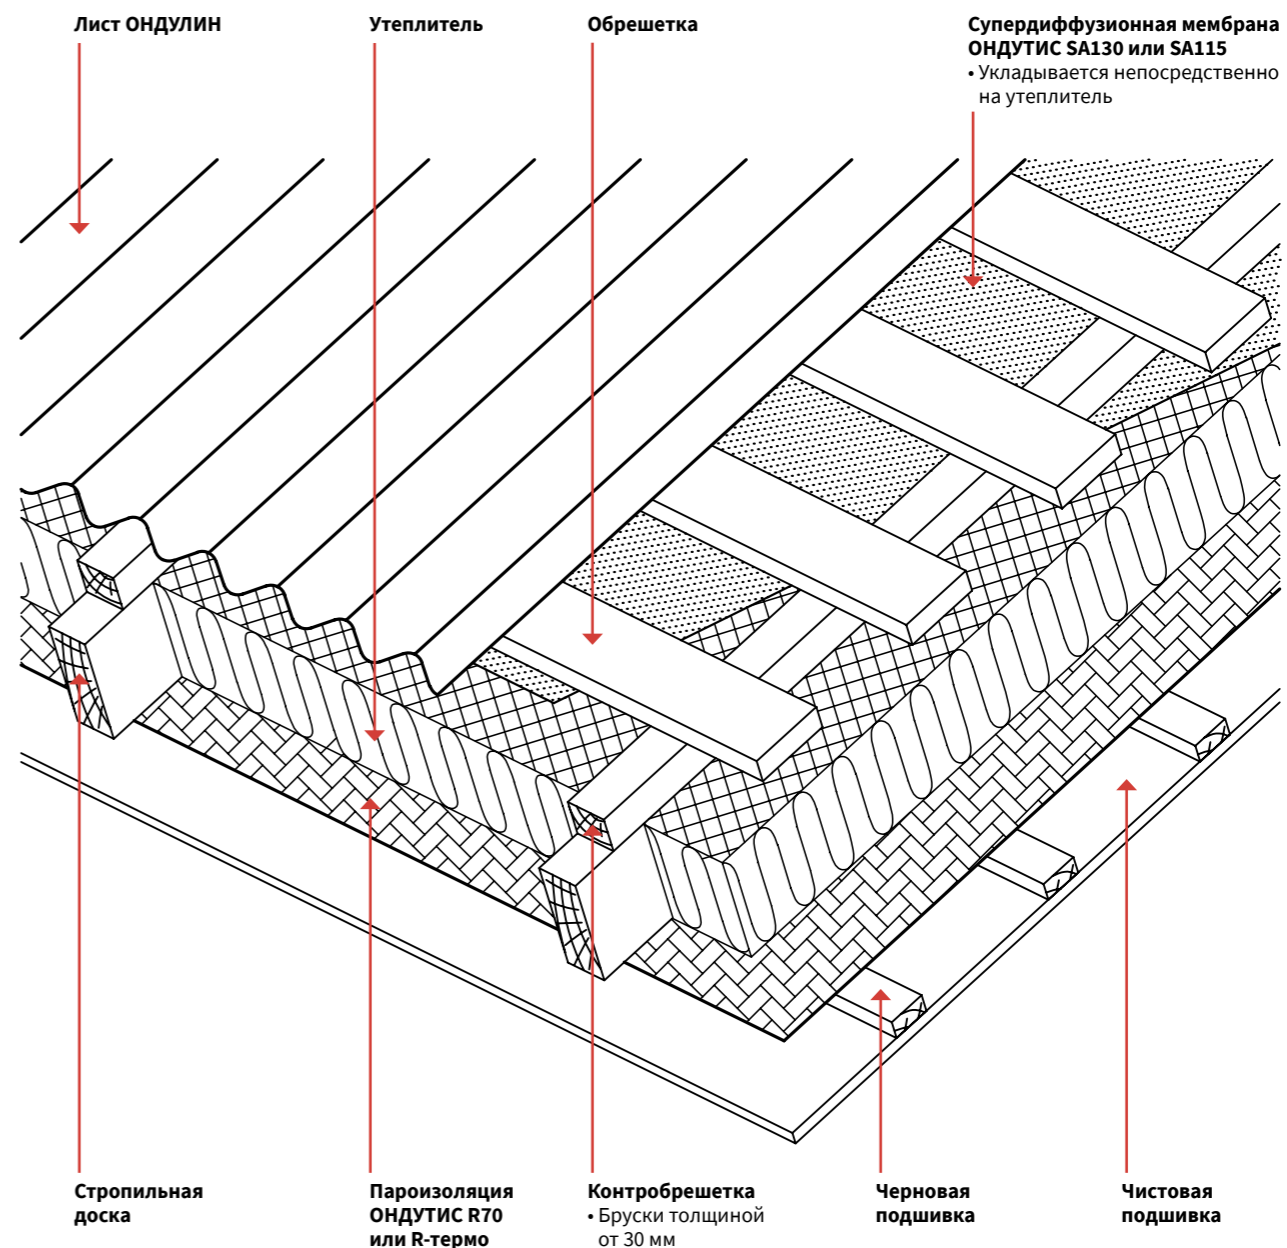 Лист ОНДУЛИН
Утеплитель
Обрешетка
Супердиффузионная мембрана
ОНДУТИС SA130 или SA115
• Укладывается непосредственно
на утеплитель
Стропильная
доска
Пароизоляция
ОНДУТИС R70
или R-термо
Контробрешетка
• Бруски толщиной
от 30 мм
Черновая
подшивка
Чистовая
подшивка